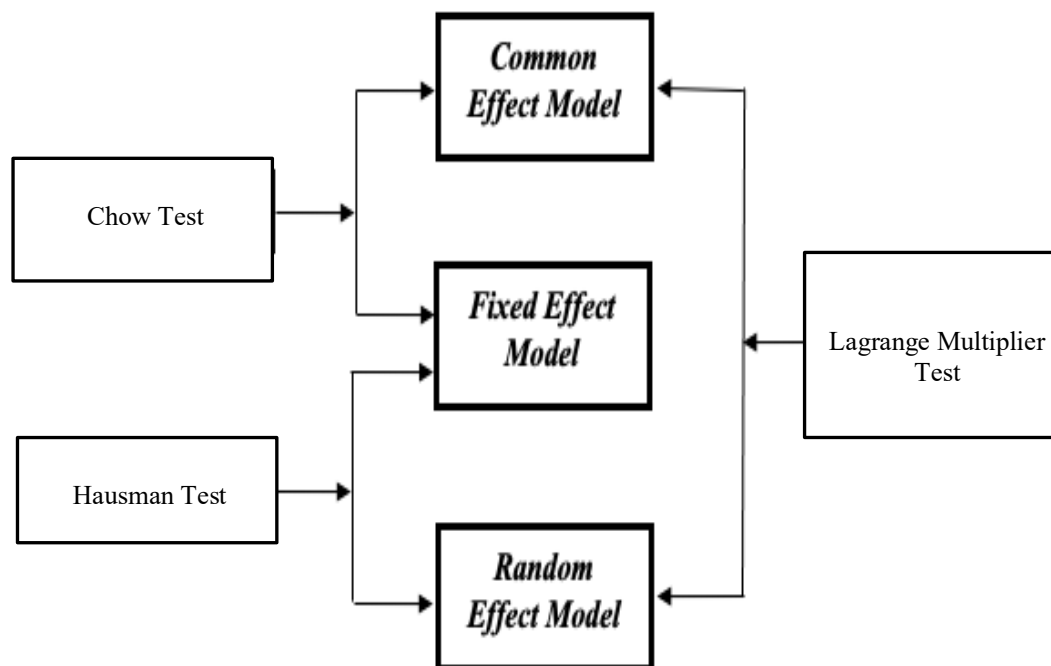 Common
Effect Model
Chow Test
Fixed Effect
Model
Lagrange Multiplier
Test
Hausman Test
Random
Effect Model